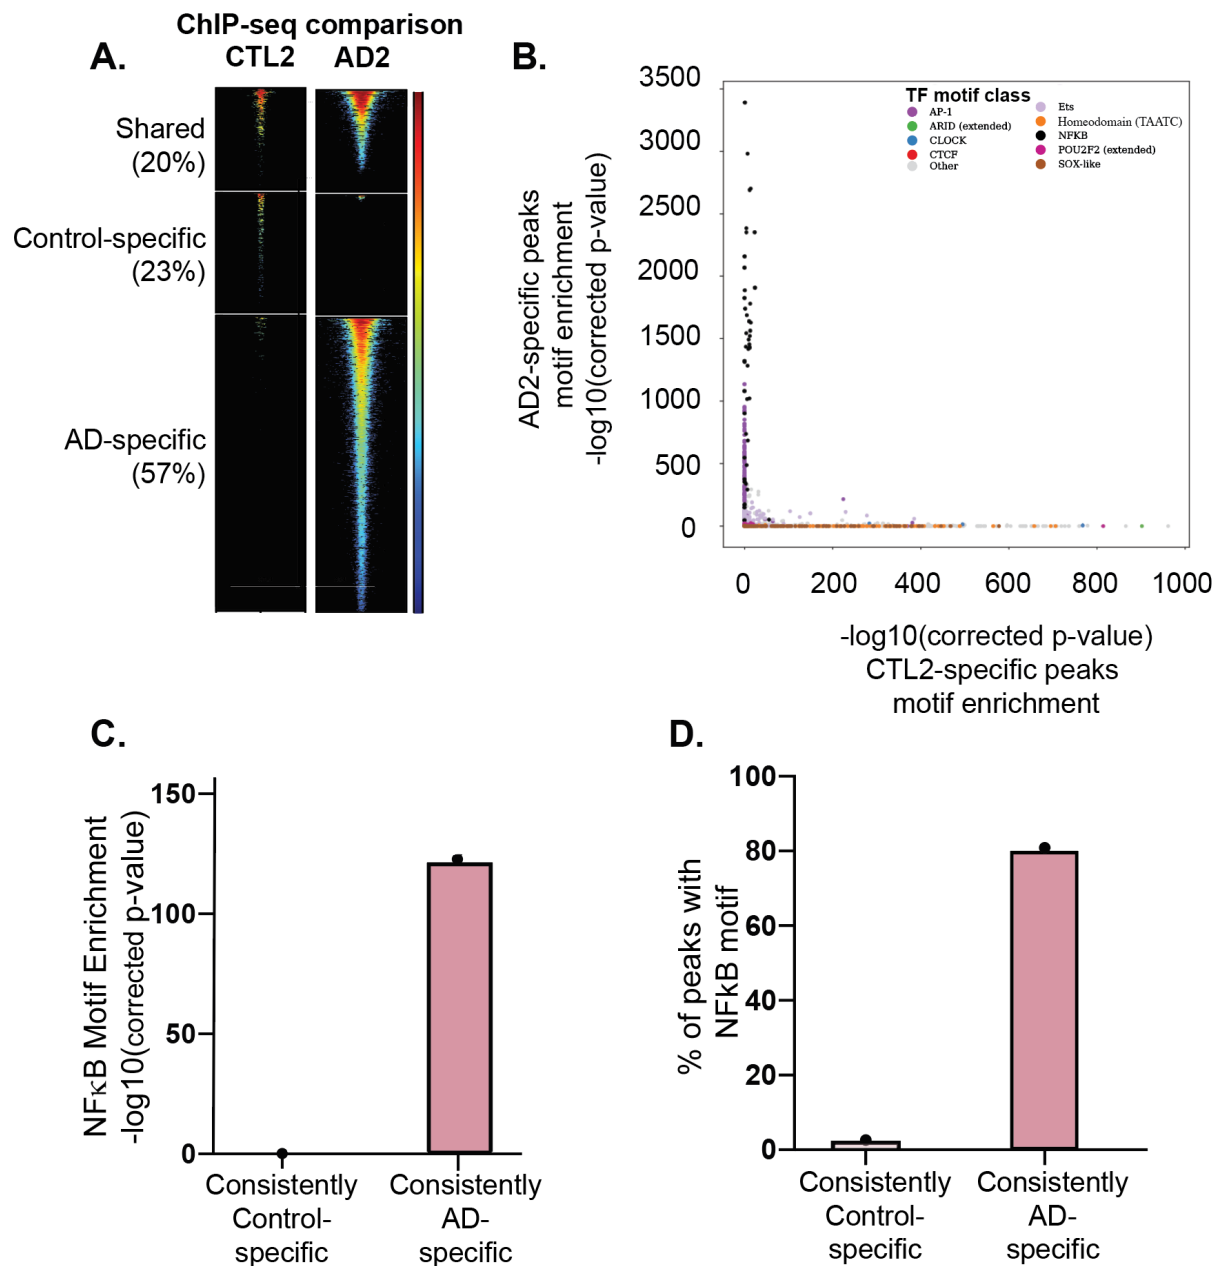 ChIP-seq comparison
A.
CTL2
AD2
Shared
(20%)
Control-specific
(23%)
AD-specific
(57%)
B.
AD2-specific peaks
motif enrichment
-log10(corrected p-value)
3500
3000
2500
2000
1500
1000
500
0
TF motif class
AP-1
ARID (extended)
CLOCK
CTCF
Other
Ets
Homeodomain (TAATC)
NFKB
POU2F2 (extended)
SOX-like
0
200
400
600
800
1000
-log10(corrected p-value)
CTL2-specific peaks
motif enrichment
C.
NFκB Motif Enrichment
-log10(corrected p-value)
150
100
50
0
Consistently
Control-
specific
Consistently
AD-
specific
D.
% of peaks with
NFkB motif
100
80
60
40
20
0
Consistently
Control-
specific
Consistently
AD-
specific